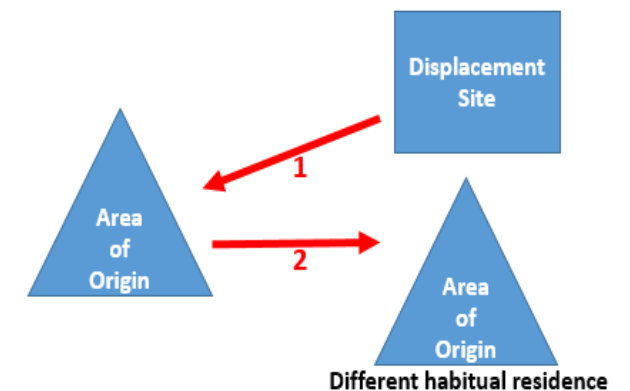 Displacement
Site
1
Area
of
Origin
2
Area
of
Origin
Different habitual residence